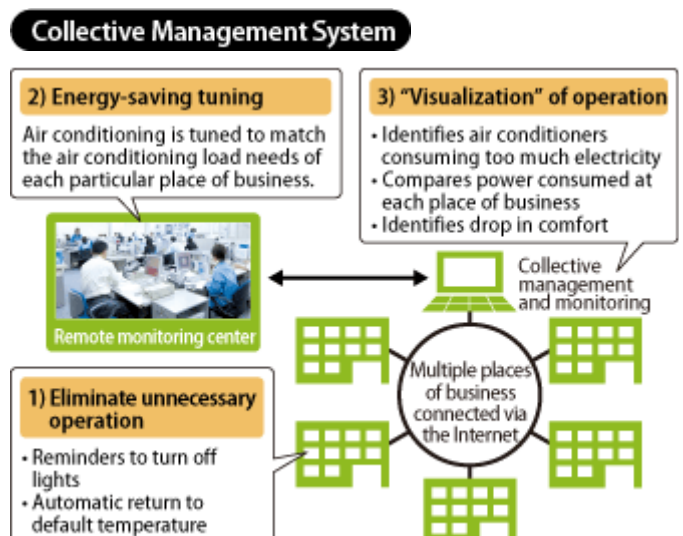 Collective Management System
2) Energy-saving tuning
Air conditioning is tuned to match
the air conditioning load needs of
each particular place of business.
3) “Visualization” of operation
• Identifies air conditioners
consuming too much electricity
• Compares power consumed at
each place of business
• Identifies drop in comfort
Remote monitoring center
Collective
management
and monitoring
1) Eliminate unnecessary
operation
• Reminders to turn off
lights
• Automatic return to
default temperature
Multiple places
of business
connected via
the Internet